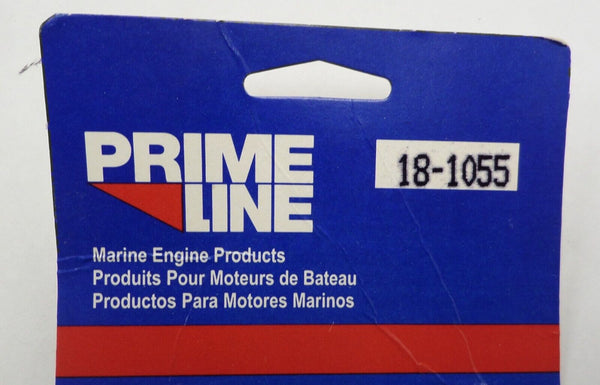 PRIME
LINE
18-1055
Marine Engine Products
Produits Pour Moteurs de Bateau
Productos Para Motores Marinos